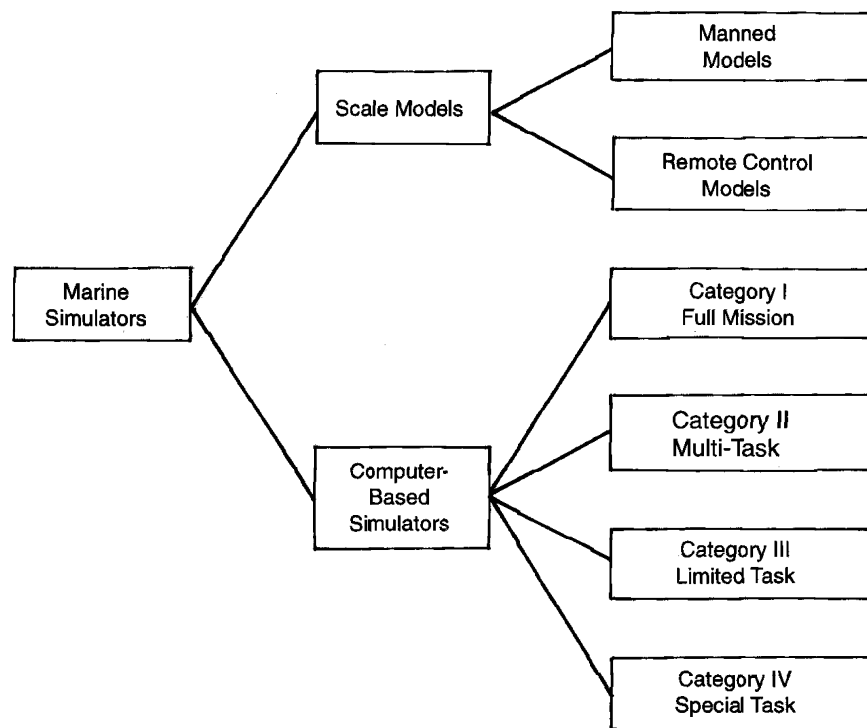 Manned
Models
Scale Models
Remote Control
Models
Marine
Simulators
Category I
Full Mission
Category II
Multi-Task
Computer-
Based
Simulators
Category III
Limited Task
Category IV
Special Task